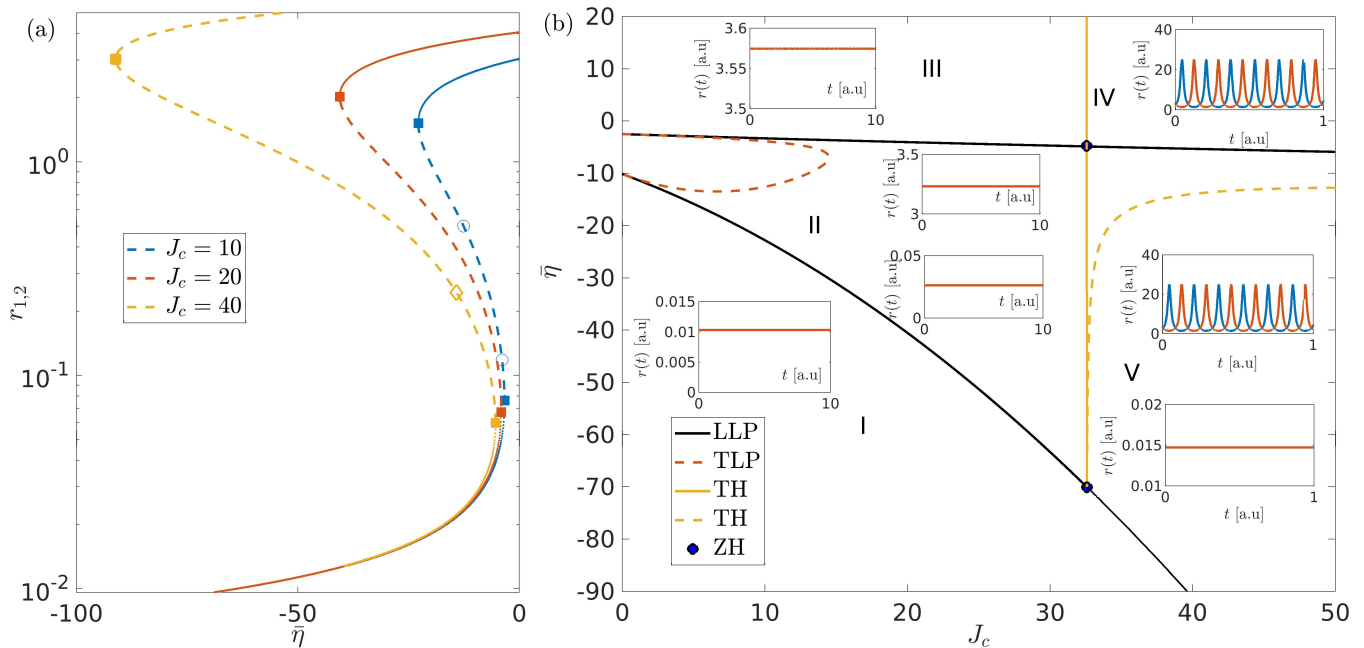 (a)
10^0
10^{-1}
10^{-2}
r_{1,2}
J_c = 10
J_c = 20
J_c = 40
-100
-50
0
η̄
(b)
20
10
0
-10
-20
-30
-40
-50
-60
-70
-80
-90
η̄
0
10
20
30
40
50
J_c
I
II
III
IV
V
LLP
TLP
TH
TH
ZH
3.6
3.55
3.5
r(t) [a.u]
t [a.u]
0
10
40
20
0
r(t) [a.u]
0
1
t [a.u]
3.5
3
r(t) [a.u]
t [a.u]
0
10
0.05
0
r(t) [a.u]
t [a.u]
0
10
0.015
0.01
0.005
0
r(t) [a.u]
t [a.u]
0
10
40
20
0
r(t) [a.u]
0
1
t [a.u]
0.02
0.015
0.01
r(t) [a.u]
0
1
t [a.u]